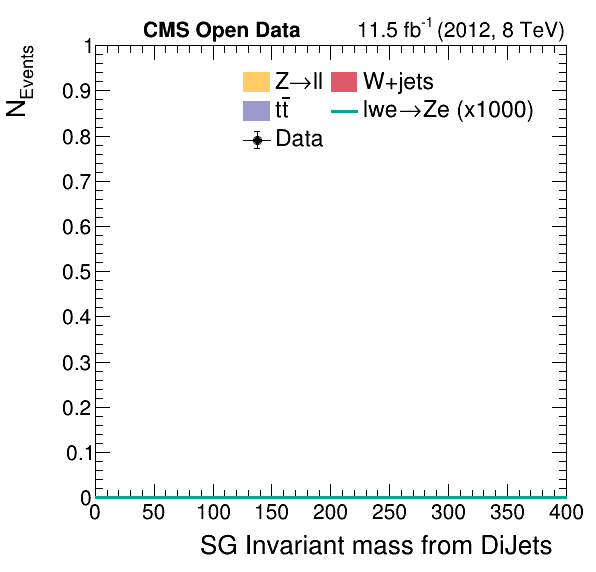 CMS Open Data 11.5 fb⁻¹ (2012, 8 TeV)
N_Events
Z→ll W+jets
tt̄ lwe→Ze (x1000)
Data
1
0.9
0.8
0.7
0.6
0.5
0.4
0.3
0.2
0.1
0
0 50 100 150 200 250 300 350 400
SG Invariant mass from DiJets